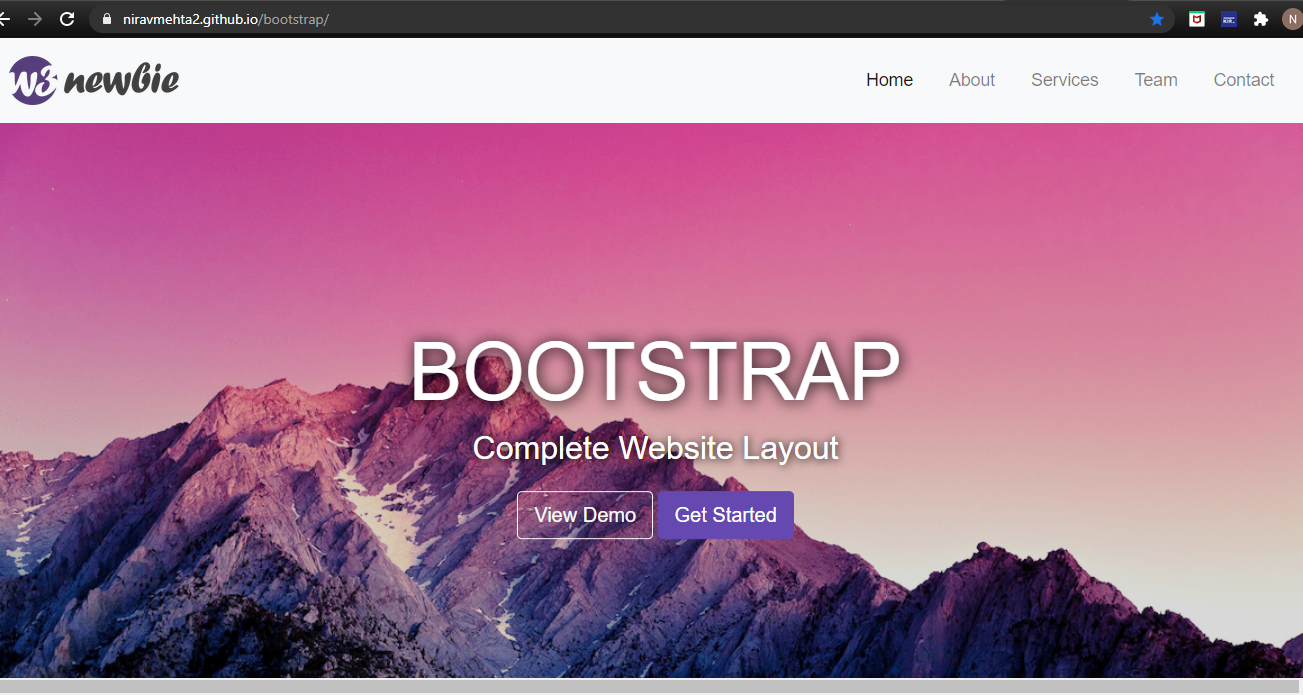 niravmehta2.github.io/bootstrap/
N
W3 newbie
Home About Services Team Contact
BOOTSTRAP
Complete Website Layout
View Demo Get Started